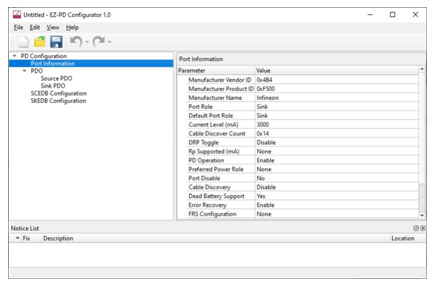 Untitled - EZ-PD Configurator 1.0
File Edit View Help
PD Configuration
Port Information
PDO
Source PDO
Sink PDO
SCEDB Configuration
SKEDB Configuration
Port Information
Parameter Value
Manufacturer Vendor ID 0x4B4
Manufacturer Product ID 0xF500
Manufacturer Name Infineon
Port Role Sink
Default Port Role Sink
Current Level (mA) 3000
Cable Discover Count 0x14
DRP Toggle Disable
Rp Supported (mA) None
PD Operation Enable
Preferred Power Role None
Port Disable No
Cable Discovery Disable
Dead Battery Support Yes
Error Recovery Enable
FRS Configuration None
Notice List
Fix Description Location